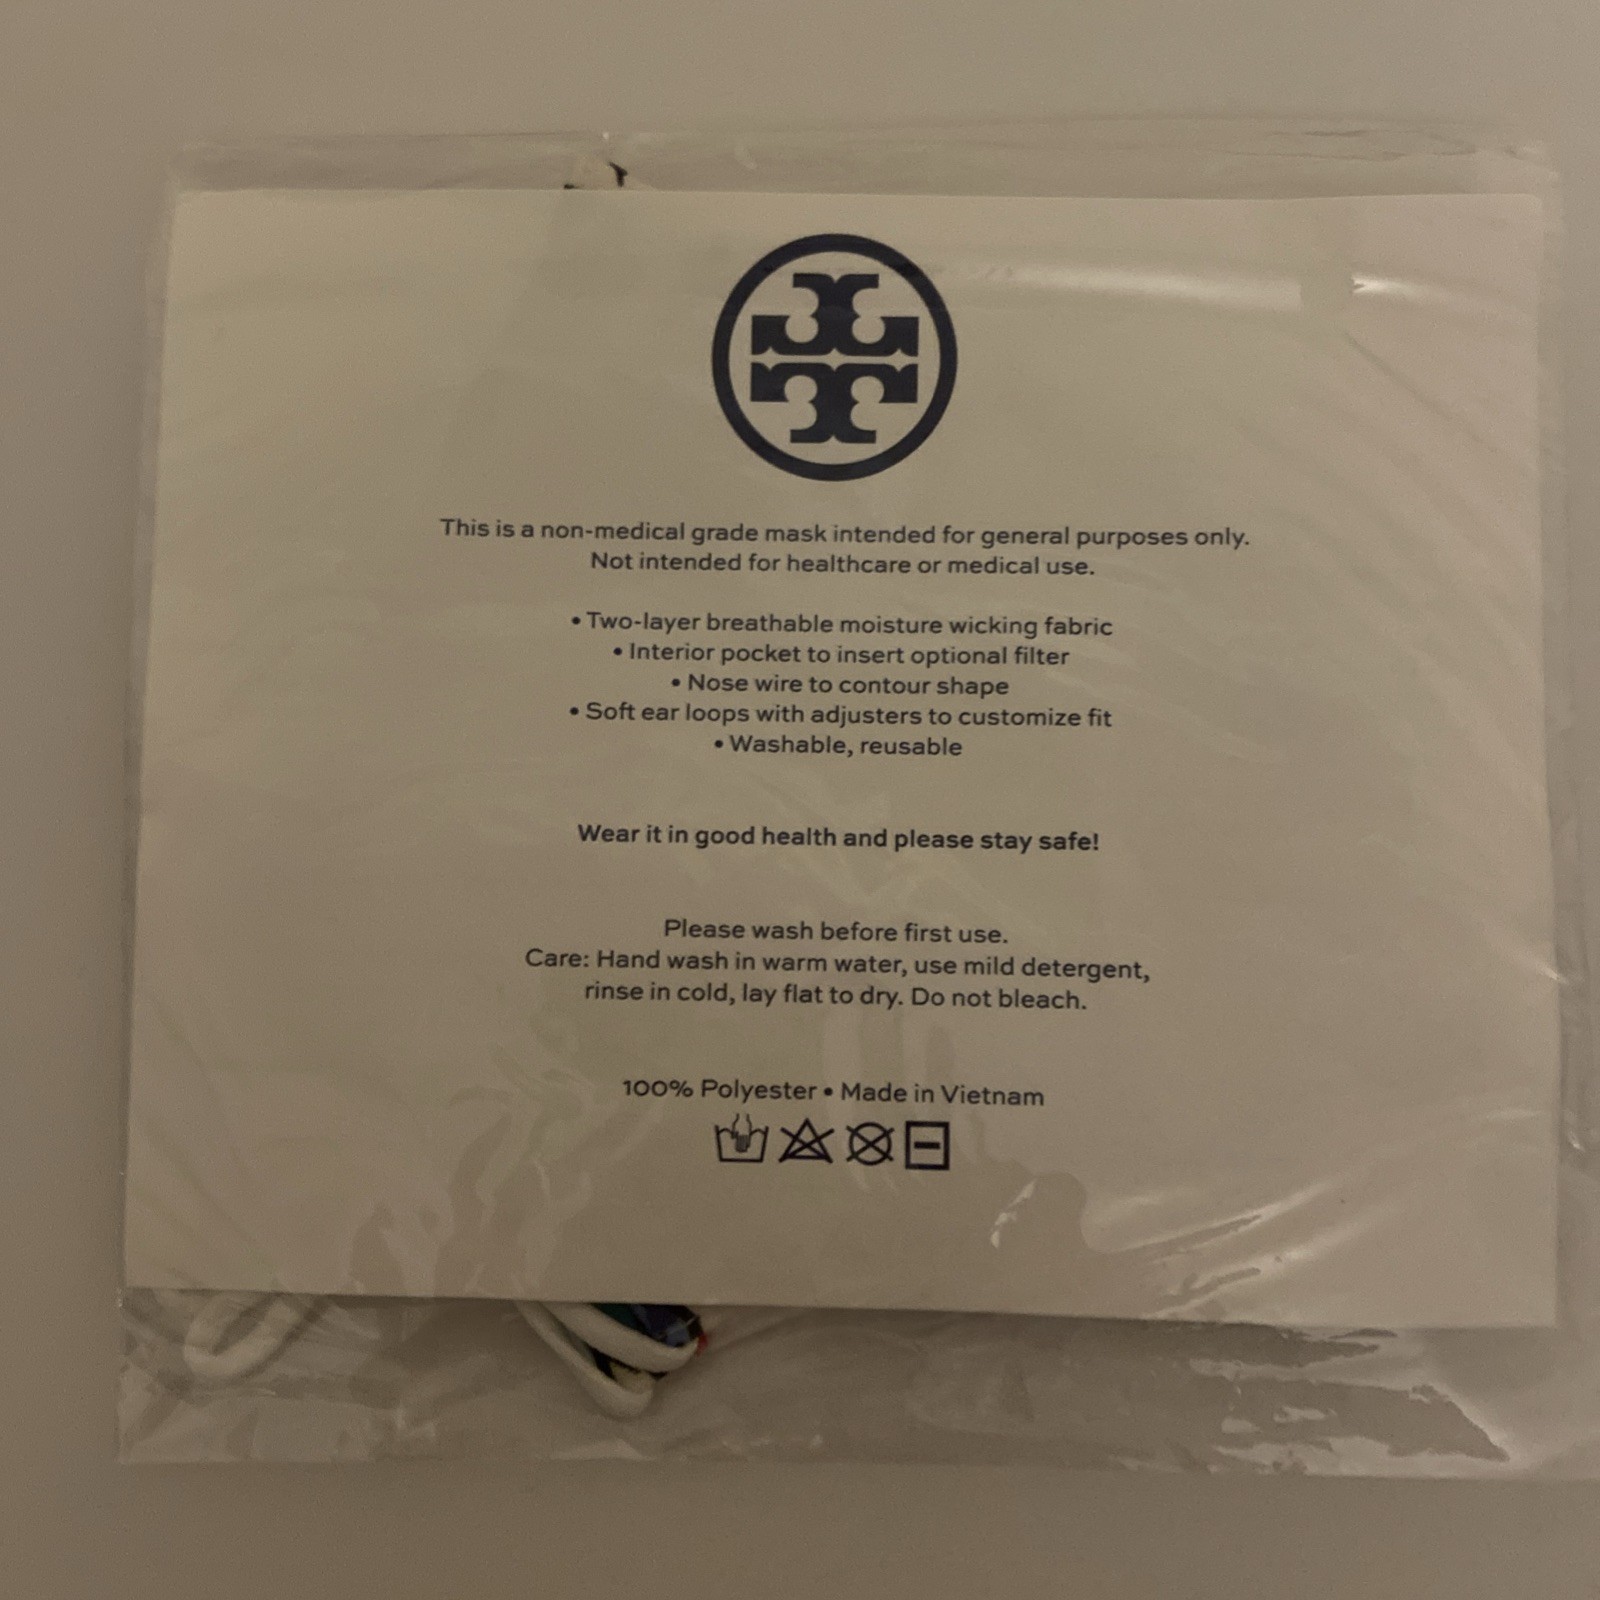 This is a non-medical grade mask intended for general purposes only.
Not intended for healthcare or medical use.
• Two-layer breathable moisture wicking fabric
• Interior pocket to insert optional filter
• Nose wire to contour shape
• Soft ear loops with adjusters to customize fit
• Washable, reusable
Wear it in good health and please stay safe!
Please wash before first use.
Care: Hand wash in warm water, use mild detergent,
rinse in cold, lay flat to dry. Do not bleach.
100% Polyester • Made in Vietnam